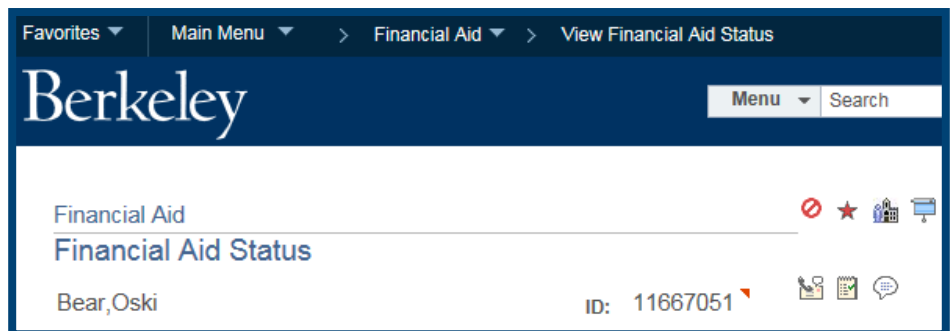 Favorites Main Menu > Financial Aid > View Financial Aid Status
Berkeley
Menu Search
Financial Aid
Financial Aid Status
Bear,Oski ID: 11667051